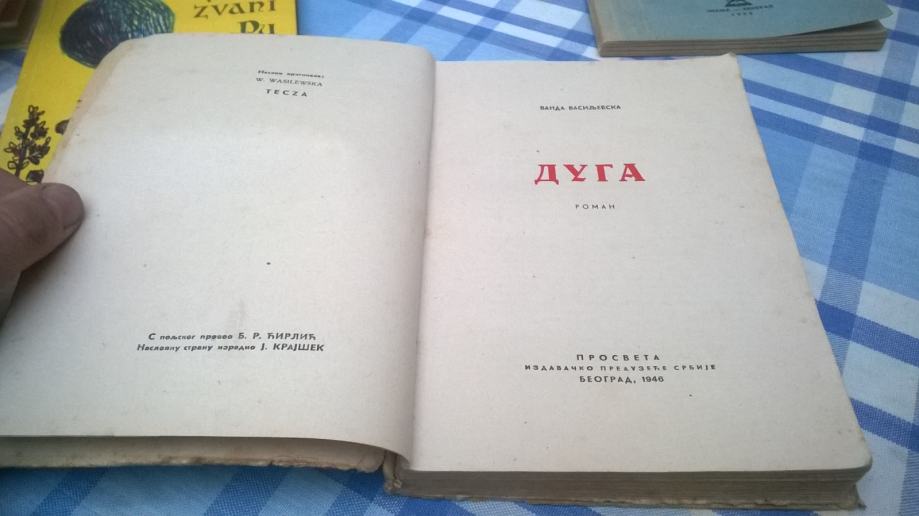 zvani
Наслов оригинала:
W. WASILEWSKA
TECZA
С пољског превео Б. Р. ЋИРЛИЋ
Насловну страну израдио Ј. КРАЈШЕК
ВАНДА ВАСИЉЕВСКА
ДУГА
РОМАН
ПРОСВЕТА
ИЗДАВАЧКО ПРЕДУЗЕЋЕ СРБИЈЕ
БЕОГРАД, 1946